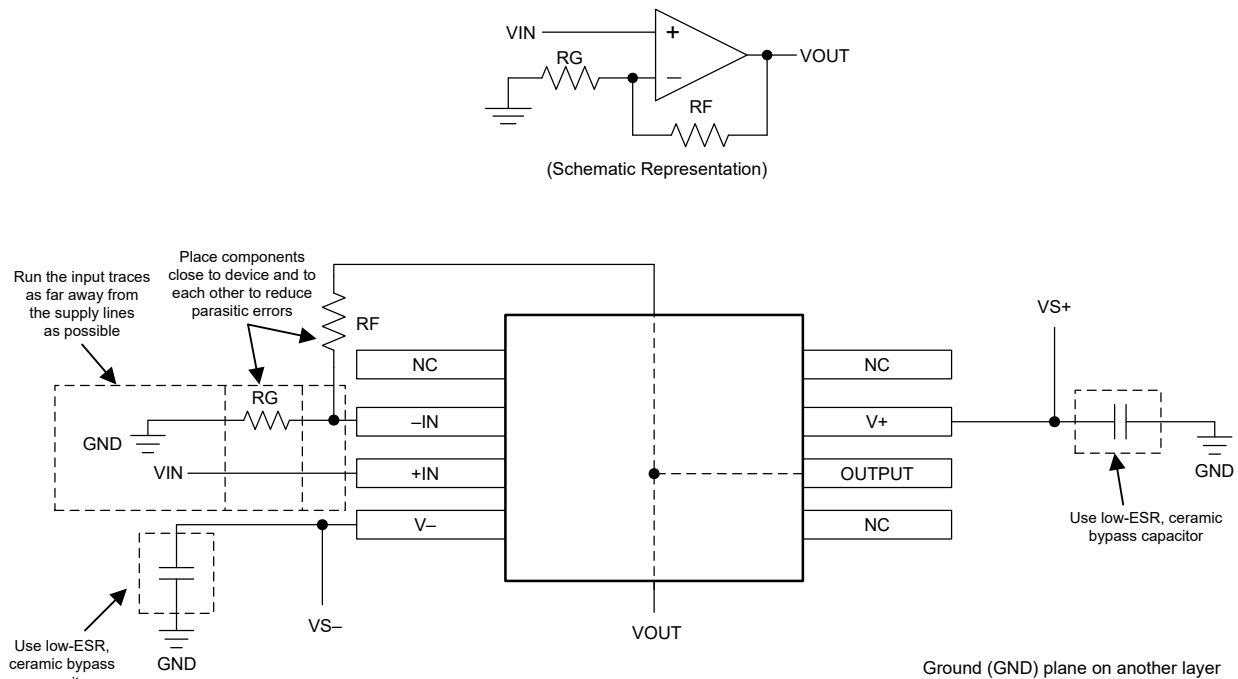 VIN
+
RG
–
VOUT
RF
(Schematic Representation)
Place components
close to device and to
each other to reduce
parasitic errors
Run the input traces
as far away from
the supply lines
as possible
RF
VS+
NC
NC
RG
–IN
V+
GND
VIN
+IN
OUTPUT
GND
V–
NC
Use low-ESR, ceramic
bypass capacitor
VS–
VOUT
Use low-ESR,
ceramic bypass
GND
Ground (GND) plane on another layer